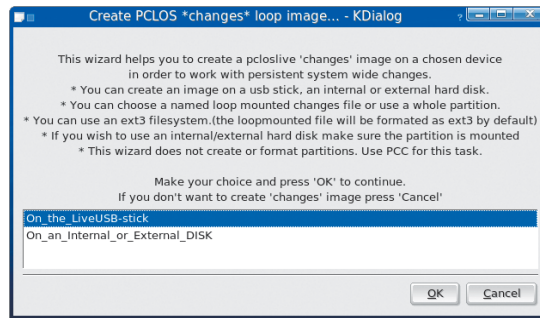 Create PCLOS *changes* loop image... - KDialog
This wizard helps you to create a pcloslive 'changes' image on a chosen device
in order to work with persistent system wide changes.
* You can create an image on a usb stick, an internal or external hard disk.
* You can choose a named loop mounted changes file or use a whole partition.
* You can use an ext3 filesystem.(the loopmounted file will be formated as ext3 by default)
* If you wish to use an internal/external hard disk make sure the partition is mounted
* This wizard does not create or format partitions. Use PCC for this task.
Make your choice and press 'OK' to continue.
If you don't want to create 'changes' image press 'Cancel'
On_the_LiveUSB-stick
On_an_Internal_or_External_DISK
OK Cancel